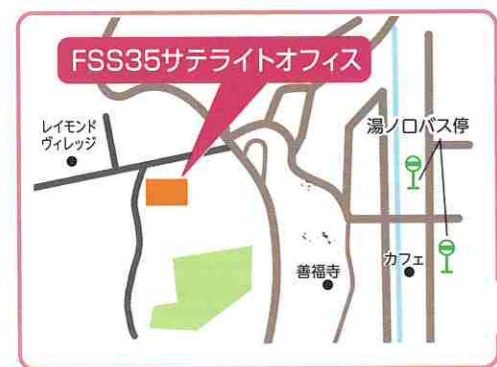 FSS35サテライトオフィス
レイモンド
ヴィレッジ
湯ノ口バス停
善福寺
カフェ